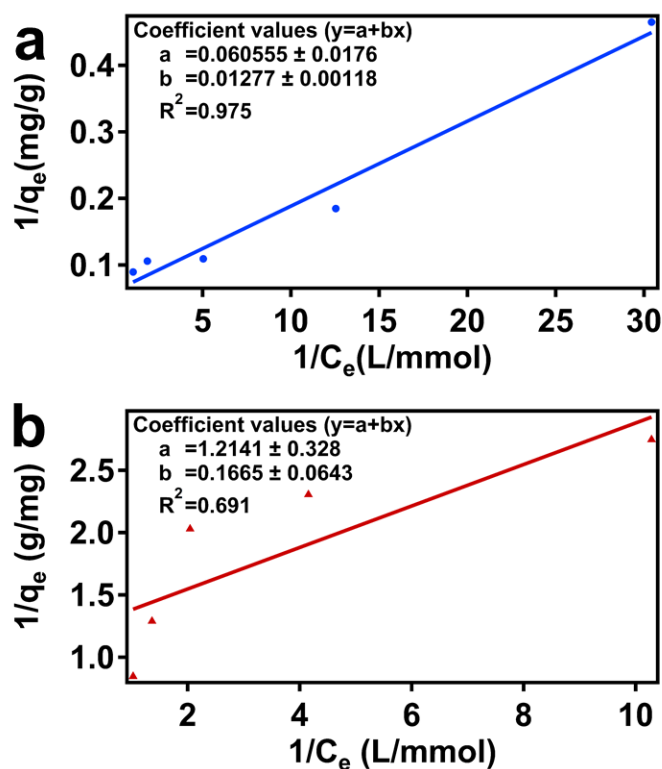 a
Coefficient values (y=a+bx)
a =0.060555 ± 0.0176
b =0.01277 ± 0.00118
R²=0.975
1/qₑ(mg/g)
0.4
0.3
0.2
0.1
5 10 15 20 25 30
1/Cₑ(L/mmol)
b
Coefficient values (y=a+bx)
a =1.2141 ± 0.328
b =0.1665 ± 0.0643
R²=0.691
1/qₑ (g/mg)
2.5
2.0
1.5
1.0
2 4 6 8 10
1/Cₑ (L/mmol)